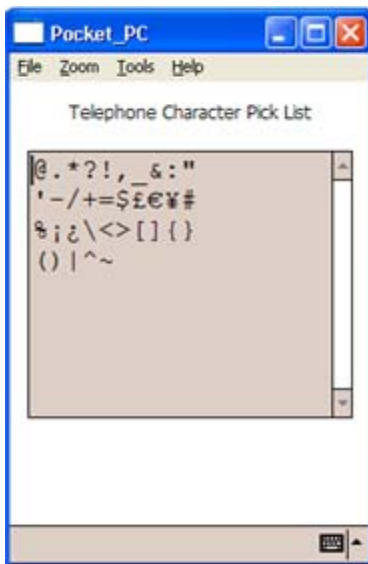 Pocket_PC
File Zoom Tools Help
Telephone Character Pick List
@.*?!,_&:"
'-/+=$£€¥#
%¡¿\<>[]{}
()|^~